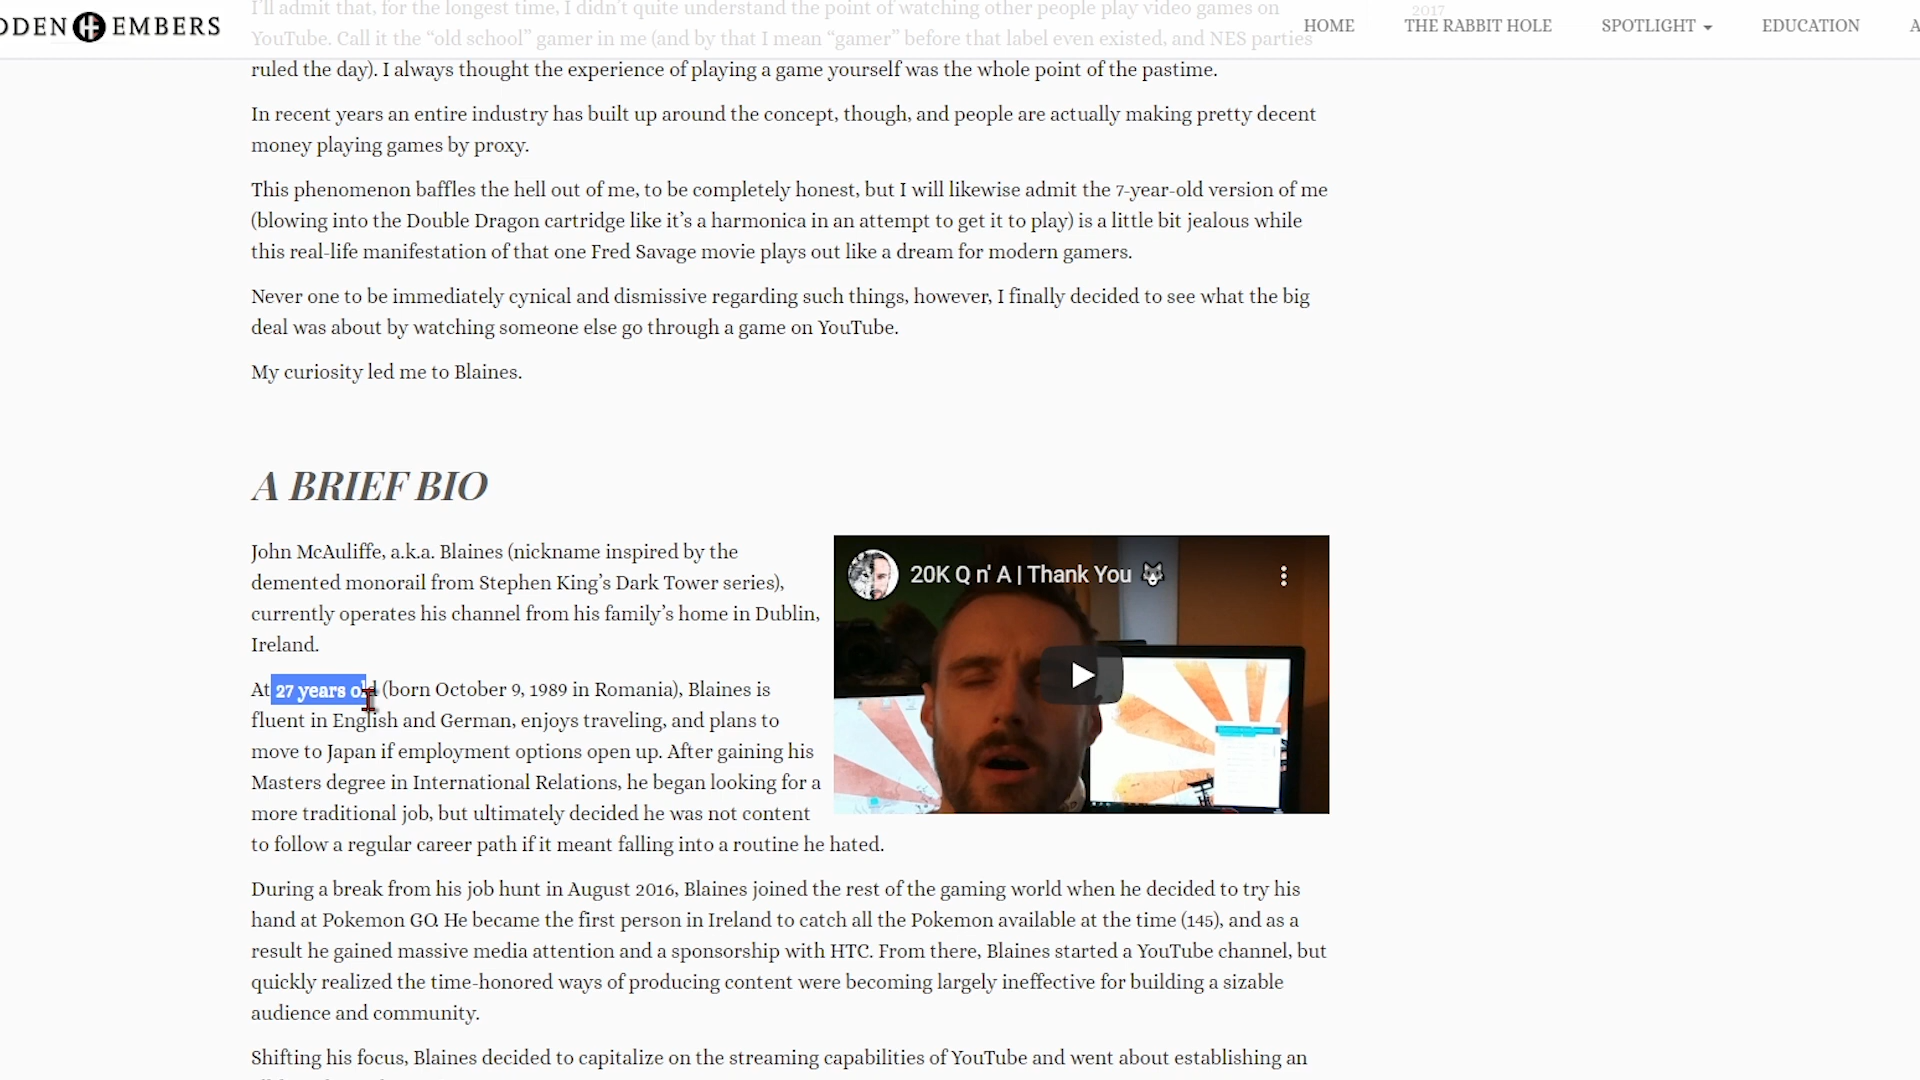 DDEN HF EMBERS
HOME THE RABBIT HOLE SPOTLIGHT EDUCATION A
2017
I'll admit that, for the longest time, I didn't quite understand the point of watching other people play video games on
YouTube. Call it the “old school” gamer in me (and by that I mean “gamer” before that label even existed, and NES parties
ruled the day). I always thought the experience of playing a game yourself was the whole point of the pastime.
In recent years an entire industry has built up around the concept, though, and people are actually making pretty decent
money playing games by proxy.
This phenomenon baffles the hell out of me, to be completely honest, but I will likewise admit the 7-year-old version of me
(blowing into the Double Dragon cartridge like it’s a harmonica in an attempt to get it to play) is a little bit jealous while
this real-life manifestation of that one Fred Savage movie plays out like a dream for modern gamers.
Never one to be immediately cynical and dismissive regarding such things, however, I finally decided to see what the big
deal was about by watching someone else go through a game on YouTube.
My curiosity led me to Blaines.
A BRIEF BIO
John McAuliffe, a.k.a. Blaines (nickname inspired by the
demented monorail from Stephen King’s Dark Tower series),
currently operates his channel from his family’s home in Dublin,
Ireland.
At 27 years old (born October 9, 1989 in Romania), Blaines is
fluent in English and German, enjoys traveling, and plans to
move to Japan if employment options open up. After gaining his
Masters degree in International Relations, he began looking for a
more traditional job, but ultimately decided he was not content
to follow a regular career path if it meant falling into a routine he hated.
20K Q n' A | Thank You 🐺
During a break from his job hunt in August 2016, Blaines joined the rest of the gaming world when he decided to try his
hand at Pokemon GO. He became the first person in Ireland to catch all the Pokemon available at the time (145), and as a
result he gained massive media attention and a sponsorship with HTC. From there, Blaines started a YouTube channel, but
quickly realized the time-honored ways of producing content were becoming largely ineffective for building a sizable
audience and community.
Shifting his focus, Blaines decided to capitalize on the streaming capabilities of YouTube and went about establishing an